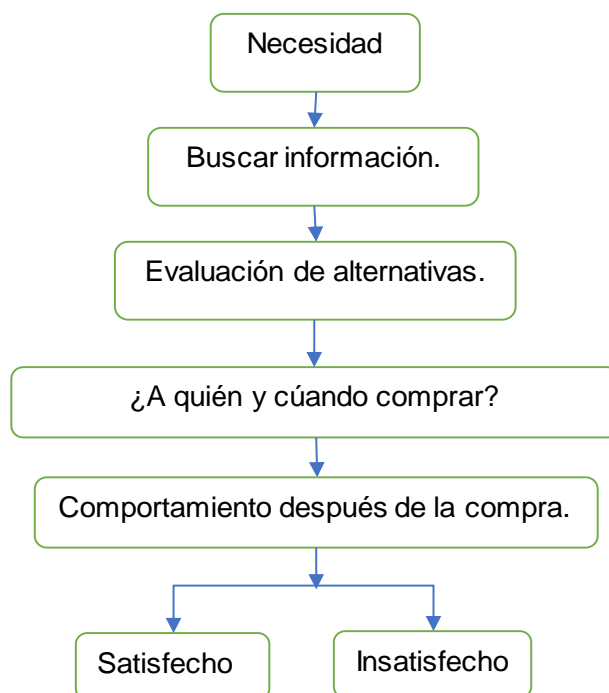 Necesidad
Buscar información.
Evaluación de alternativas.
¿A quién y cúando comprar?
Comportamiento después de la compra.
Satisfecho
Insatisfecho